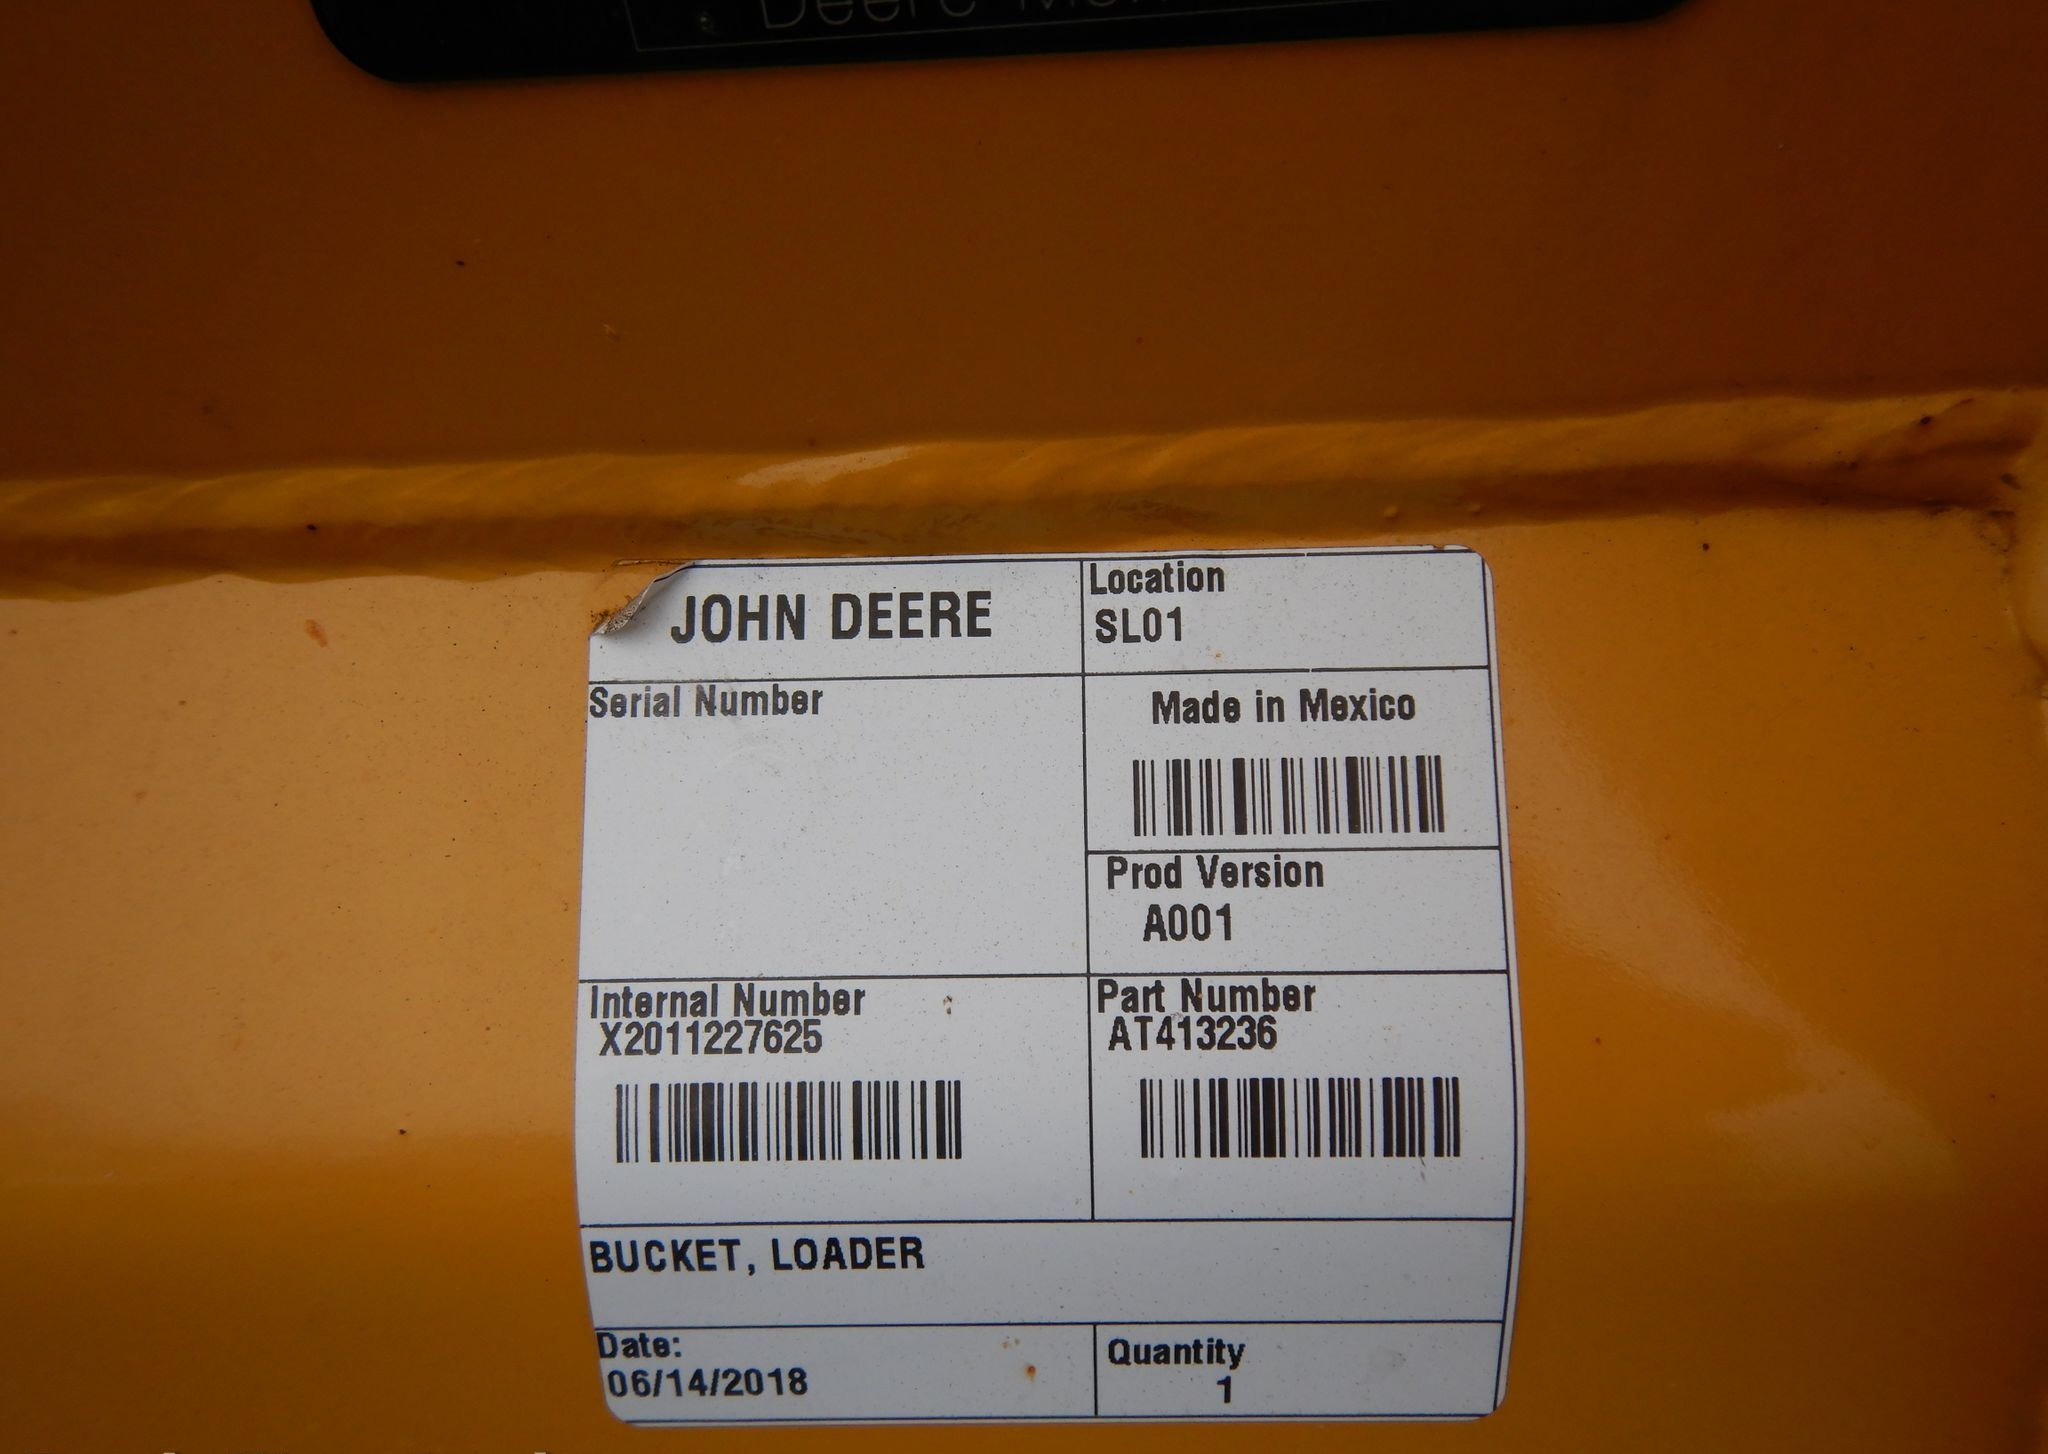 Deere
JOHN DEERE
Location
SL01
Serial Number
Made in Mexico
Prod Version
A001
Internal Number
X2011227625
Part Number
AT413236
BUCKET, LOADER
Date:
06/14/2018
Quantity
1